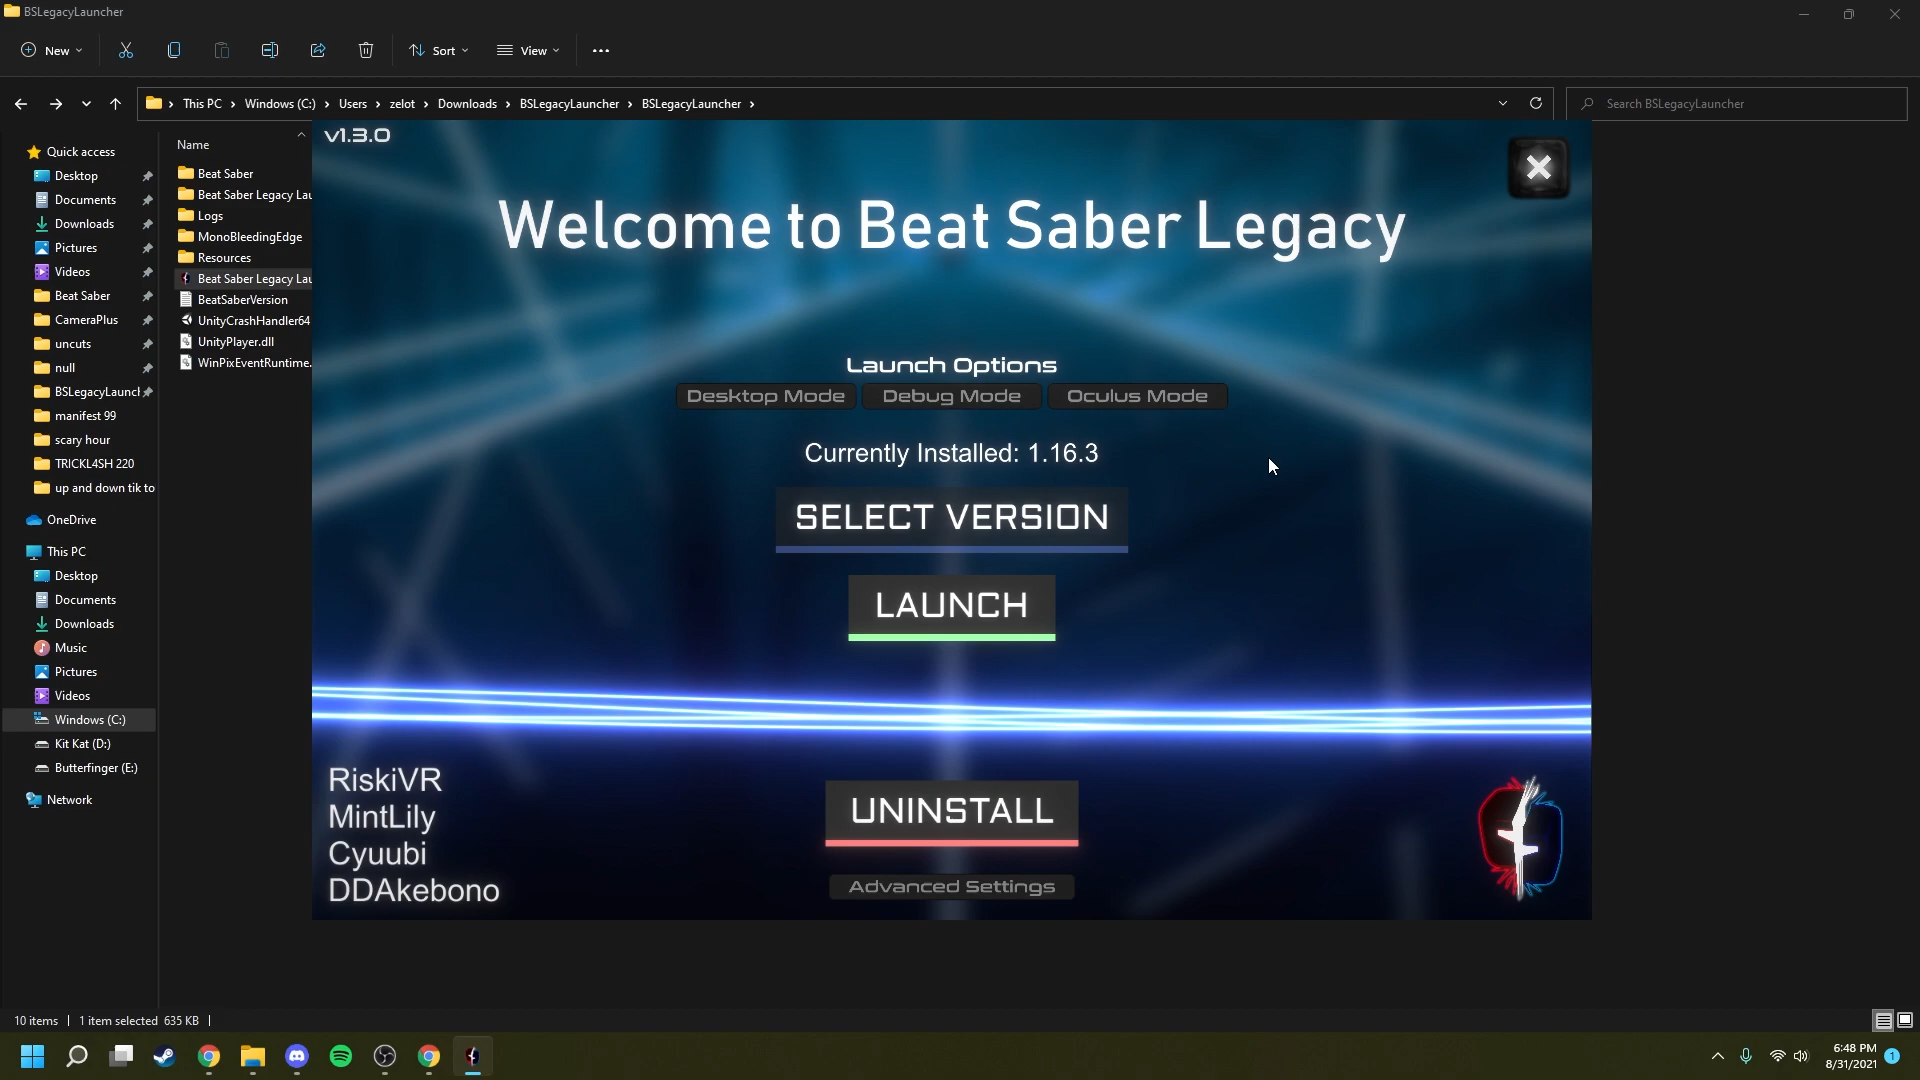 BSLegacyLauncher
New
Sort
View
This PC
Windows (C:)
Users
zelot
Downloads
BSLegacyLauncher
BSLegacyLauncher
Search BSLegacyLauncher
Quick access
Desktop
Documents
Downloads
Pictures
Videos
Beat Saber
CameraPlus
uncuts
null
BSLegacyLauncl
manifest 99
scary hour
TRICKL4SH 220
up and down tik to
OneDrive
This PC
Desktop
Documents
Downloads
Music
Pictures
Videos
Windows (C:)
Kit Kat (D:)
Butterfinger (E:)
Network
Name
Beat Saber
Beat Saber Legacy Lau
Logs
MonoBleedingEdge
Resources
Beat Saber Legacy Lau
BeatSaberVersion
UnityCrashHandler64
UnityPlayer.dll
WinPixEventRuntime.
v1.3.0
Welcome to Beat Saber Legacy
Launch Options
Desktop Mode
Debug Mode
Oculus Mode
Currently Installed: 1.16.3
SELECT VERSION
LAUNCH
RiskiVR
MintLily
Cyuubi
DDAkebono
UNINSTALL
Advanced Settings
10 items
1 item selected 635 KB
6:48 PM
8/31/2021
1